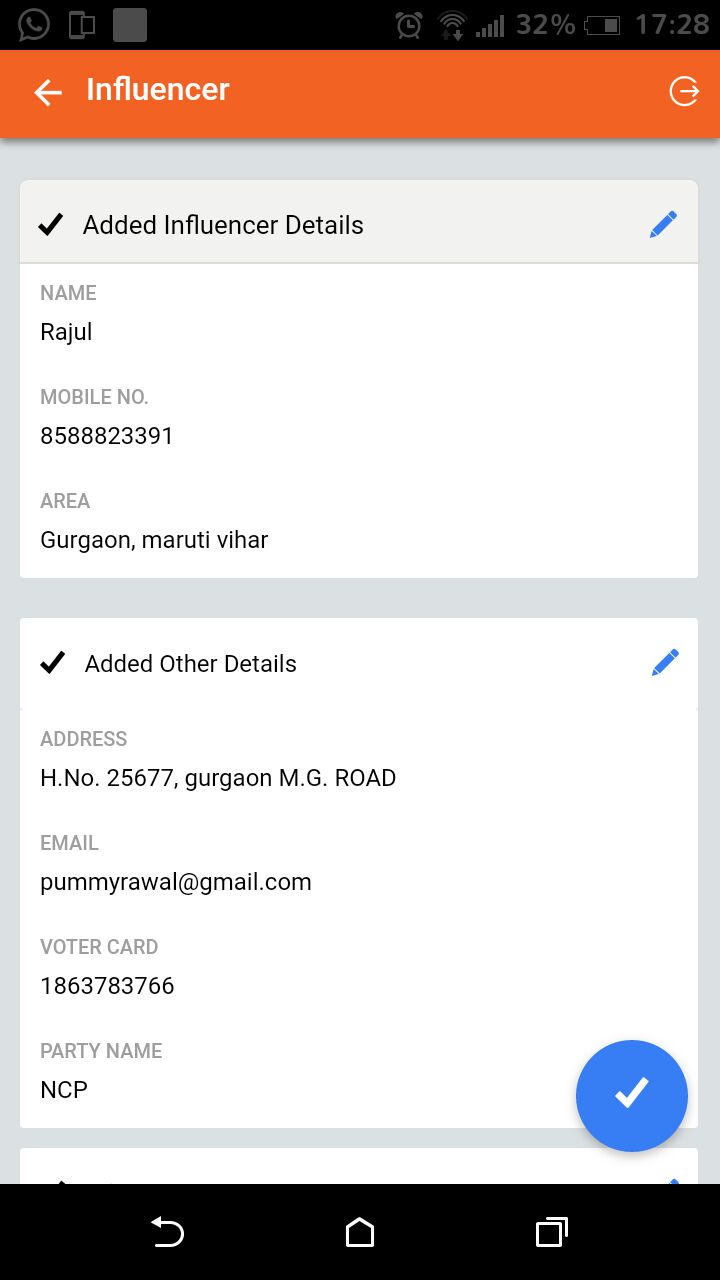 32% 17:28
Influencer
Added Influencer Details
NAME
Rajul
MOBILE NO.
8588823391
AREA
Gurgaon, maruti vihar
Added Other Details
ADDRESS
H.No. 25677, gurgaon M.G. ROAD
EMAIL
pummyrawal@gmail.com
VOTER CARD
1863783766
PARTY NAME
NCP